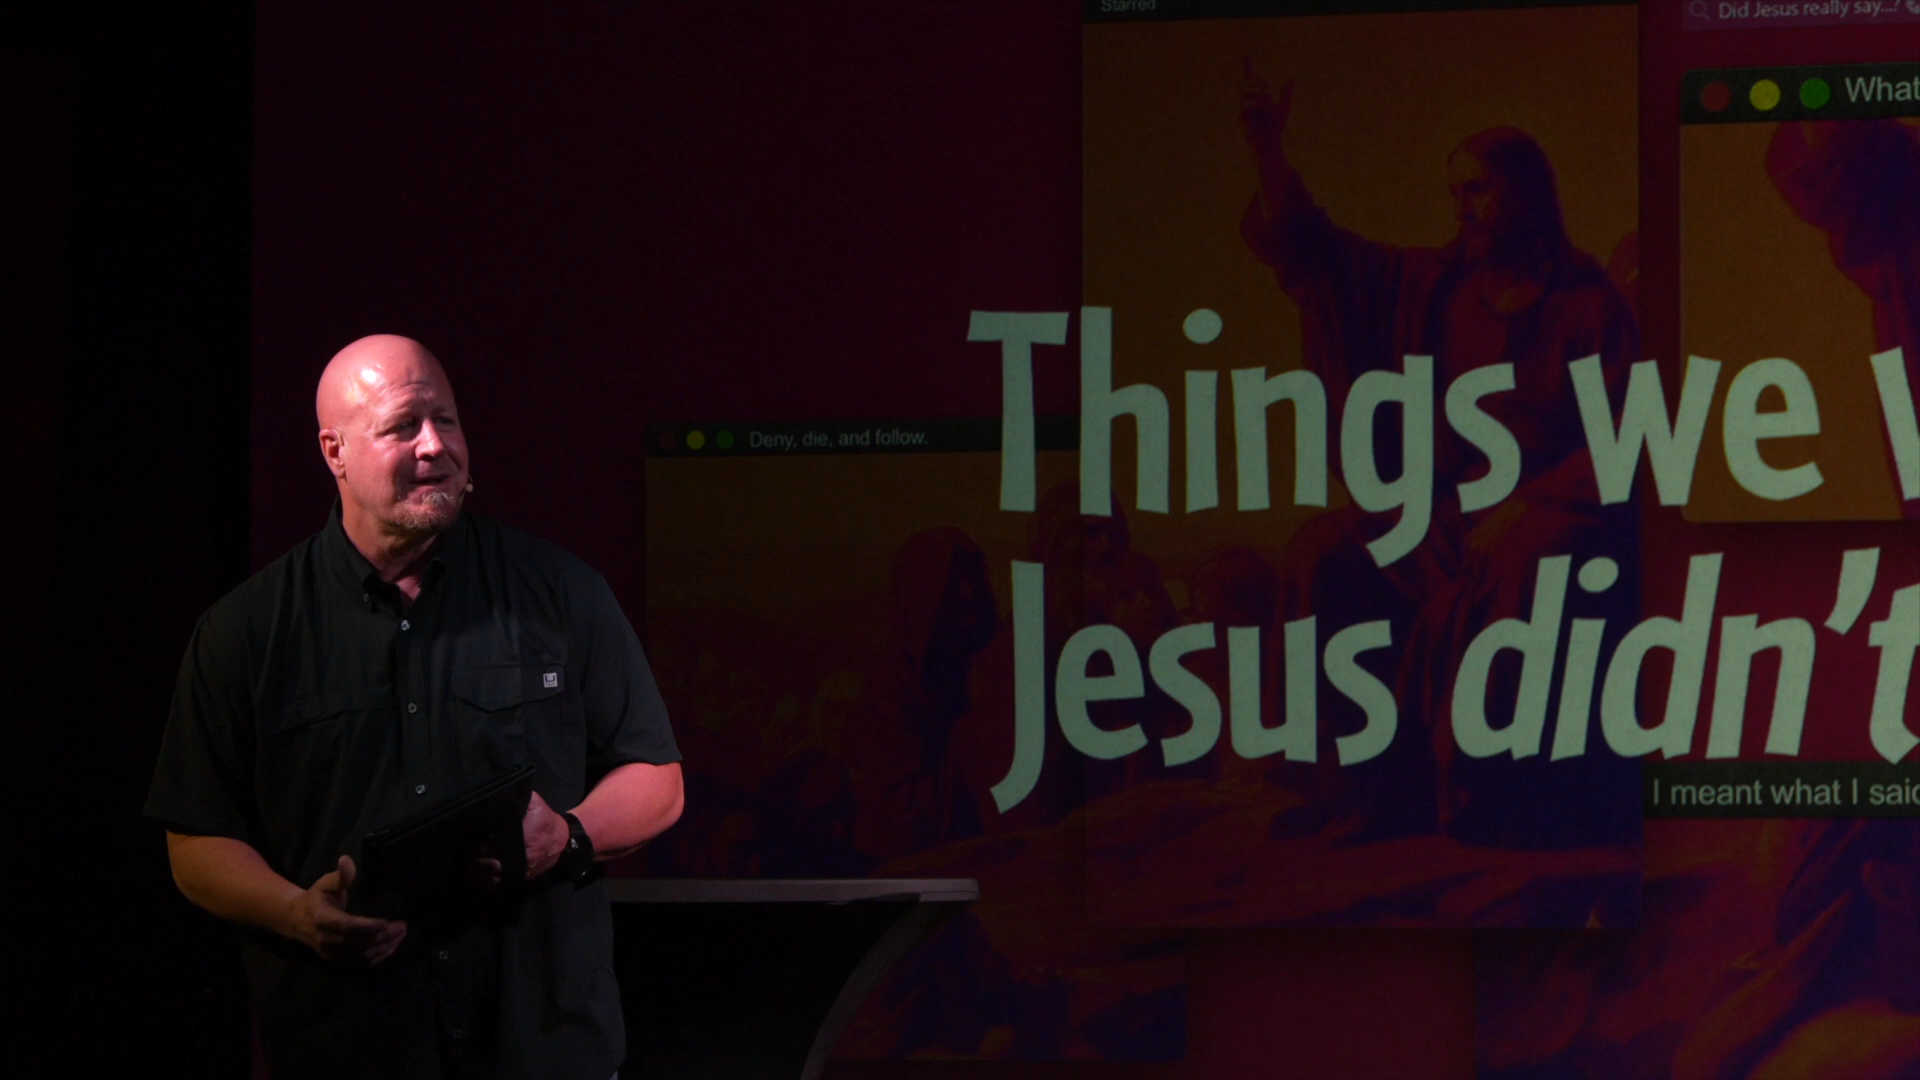 Starred
Did Jesus really say...?
What
Deny, die, and follow.
Things we
Jesus didn't
I meant what I said